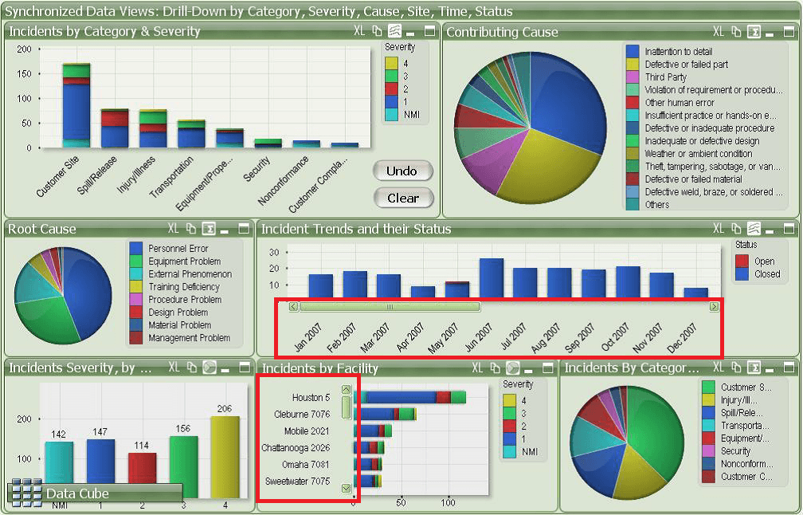 Synchronized Data Views: Drill-Down by Category, Severity, Cause, Site, Time, Status
Incidents by Category & Severity
XL
200
150
100
50
0
Customer Site
Spill/Release
Injury/Illness
Transportation
Equipment/Prope...
Security
Nonconformance
Customer Compla...
Severity
4
3
2
1
NMI
Undo
Clear
Contributing Cause
XL
Inattention to detail
Defective or failed part
Third Party
Violation of requirement or procedu...
Other human error
Insufficient practice or hands-on e...
Defective or inadequate procedure
Inadequate or defective design
Weather or ambient condition
Theft, tampering, sabotage, or van...
Defective or failed material
Defective weld, braze, or soldered ...
Others
Root Cause
XL
Personnel Error
Equipment Problem
External Phenomenon
Training Deficiency
Procedure Problem
Design Problem
Material Problem
Management Problem
Incident Trends and their Status
XL
30
20
10
Jan 2007
Feb 2007
Mar 2007
Apr 2007
May 2007
Jun 2007
Jul 2007
Aug 2007
Sep 2007
Oct 2007
Nov 2007
Dec 2007
Status
Open
Closed
Incidents Severity, by ...
XL
200
100
142
147
114
156
206
NMI
1
2
3
4
Data Cube
Incidents by Facility
XL
Houston 5
Cleburne 7076
Mobile 2021
Chattanooga 2026
Omaha 7081
Sweetwater 7075
0
50
100
Severity
4
3
2
1
NMI
Incidents By Categor...
XL
Customer S...
Injury/Ill...
Spill/Rele...
Transporta...
Equipment/...
Security
Nonconform...
Customer C...